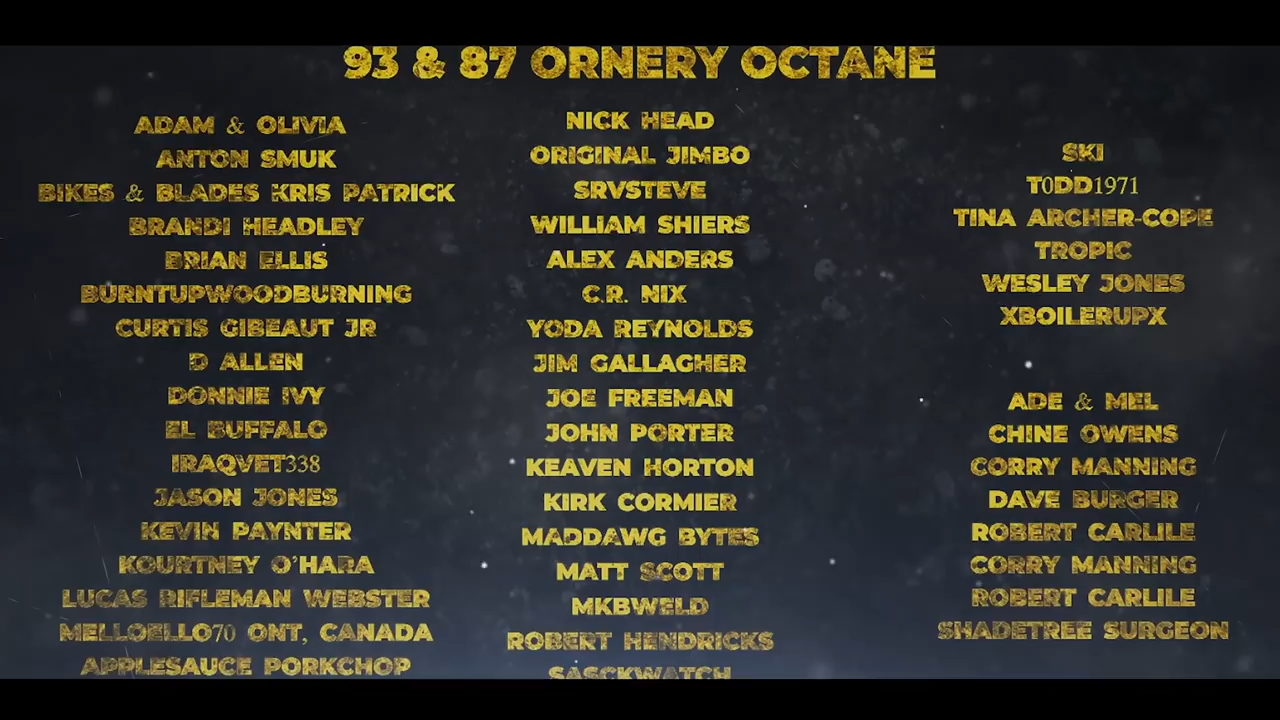 93 & 87 ORNERY OCTANE
ADAM & OLIVIA
ANTON SMUK
BIKES & BLADES KRIS PATRICK
BRANDI HEADLEY
BRIAN ELLIS
BURNTUPWOODBURNING
CURTIS GIBEAUT JR
D ALLEN
DONNIE IVY
EL BUFFALO
IRAQVET338
JASON JONES
KEVIN PAYNTER
KOURTNEY O'HARA
LUCAS RIFLEMAN WEBSTER
MELLOELLO70 ONT, CANADA
APPLESAUCE PORKCHOP
NICK HEAD
ORIGINAL JIMBO
SRVSTEVE
WILLIAM SHIERS
ALEX ANDERS
C.R. NIX
YODA REYNOLDS
JIM GALLAGHER
JOE FREEMAN
JOHN PORTER
KEAVEN HORTON
KIRK CORMIER
MADDAWG BYTES
MATT SCOTT
MKBWELD
ROBERT HENDRICKS
SASCKWATCH
SKI
T0DD1971
TINA ARCHER-COPE
TROPIC
WESLEY JONES
XBOILERUPX
ADE & MEL
CHINE OWENS
CORRY MANNING
DAVE BURGER
ROBERT CARLILE
CORRY MANNING
ROBERT CARLILE
SHADETREE SURGEON